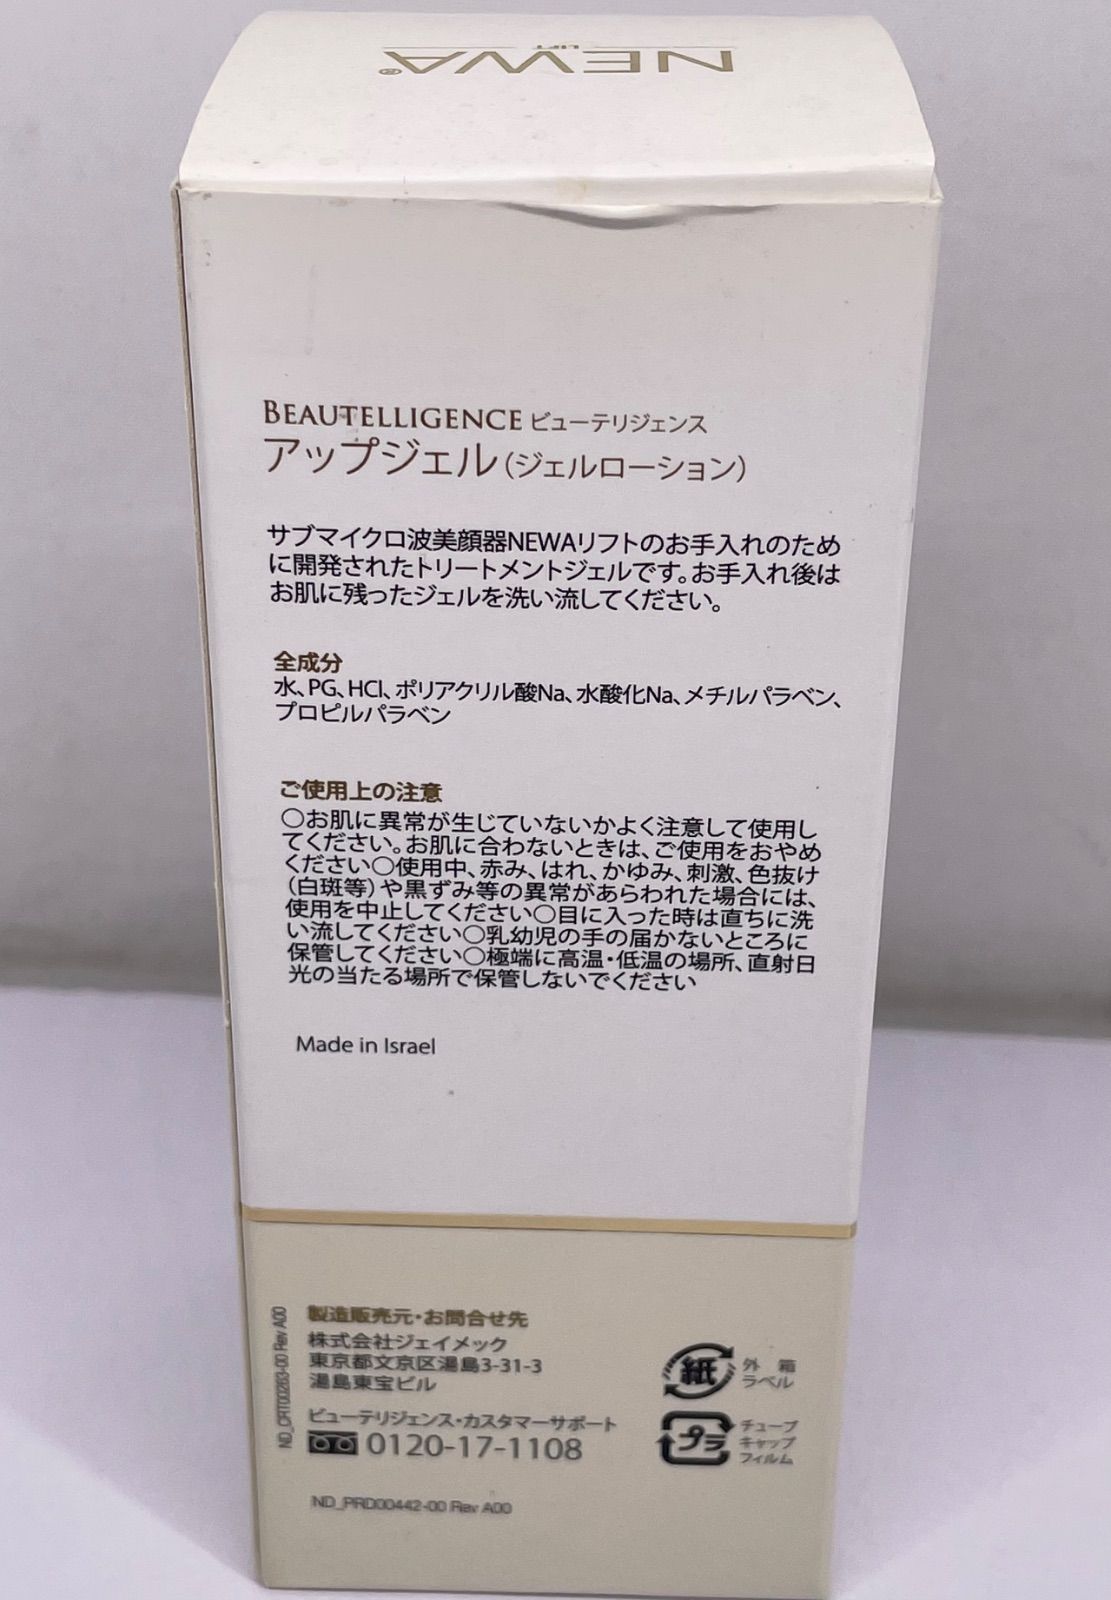 NEWA®
LIFT
BEAUTELLIGENCE ビューテリジェンス
アップジェル(ジェルローション)
サブマイクロ波美顔器NEWAリフトのお手入れのため
に開発されたトリートメントジェルです。お手入れ後は
お肌に残ったジェルを洗い流してください。
全成分
水、PG、HCl、ポリアクリル酸Na、水酸化Na、メチルパラベン、
プロピルパラベン
ご使用上の注意
○お肌に異常が生じていないかよく注意して使用し
てください。お肌に合わないときは、ご使用をおやめ
ください○使用中、赤み、はれ、かゆみ、刺激、色抜け
(白斑等)や黒ずみ等の異常があらわれた場合には、
使用を中止してください○目に入った時は直ちに洗
い流してください○乳幼児の手の届かないところに
保管してください○極端に高温・低温の場所、直射日
光の当たる場所で保管しないでください
Made in Israel
製造販売元・お問合せ先
株式会社ジェイメック
東京都文京区湯島3-31-3
湯島東宝ビル
ビューテリジェンス・カスタマーサポート
0120-17-1108
ND_PRD00442-00 Rev A00
ND_CRT00263-00 Rev A00
紙 外箱
ラベル
プラ チューブ
キャップ
フィルム